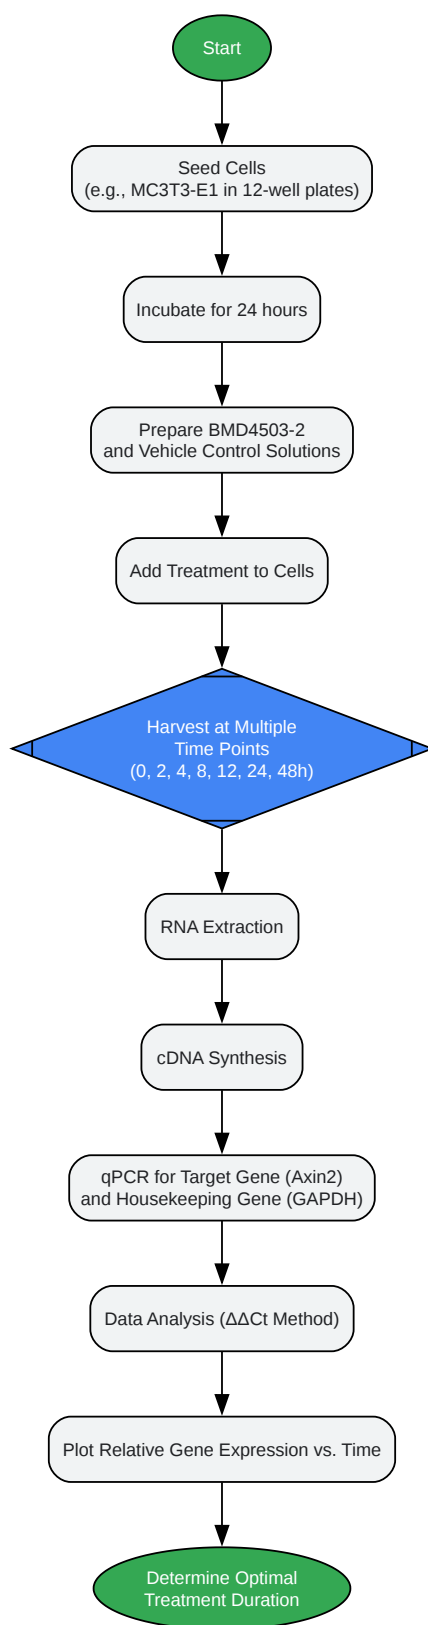 Start
Seed Cells
(e.g., MC3T3-E1 in 12-well plates)
Incubate for 24 hours
Prepare BMD4503-2
and Vehicle Control Solutions
Add Treatment to Cells
Harvest at Multiple
Time Points
(0, 2, 4, 8, 12, 24, 48h)
RNA Extraction
cDNA Synthesis
qPCR for Target Gene (Axin2)
and Housekeeping Gene (GAPDH)
Data Analysis (ΔΔCt Method)
Plot Relative Gene Expression vs. Time
Determine Optimal
Treatment Duration